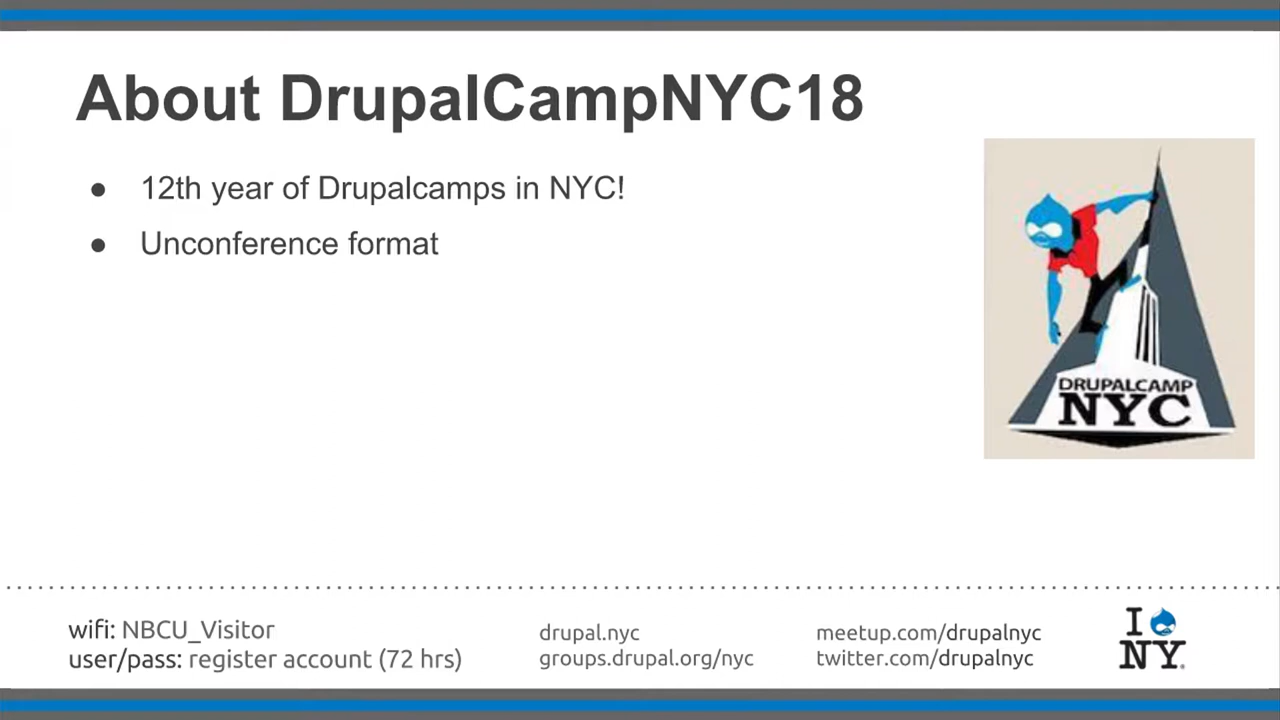 About DrupalCampNYC18
● 12th year of Drupalcamps in NYC!
● Unconference format
DRUPALCAMP
NYC
wifi: NBCU_Visitor
user/pass: register account (72 hrs)
drupal.nyc
groups.drupal.org/nyc
meetup.com/drupalnyc
twitter.com/drupalnyc
I
NY